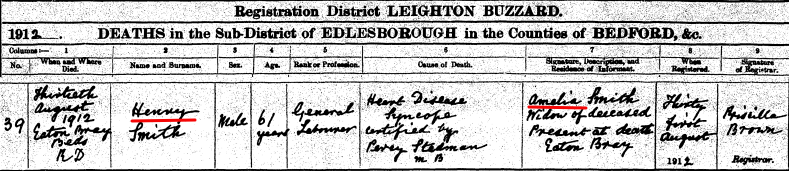 Registration District LEIGHTON BUZZARD.
1912. DEATHS in the Sub-District of EDLESBOROUGH in the Counties of BEDFORD, &c.
Columns:— 1 2 3 4 5 6 7 8 9
No. When and Where Died. Name and Surname. Sex. Age. Rank or Profession. Cause of Death. Signature, Description, and Residence of Informant. When Registered. Signature of Registrar.
39
Thirtieth
August
1912
Eaton Bray
Beds
R D
Henry
Smith
Male
61
years
General
Labourer
Heart Disease
Syncope
Certified by
Percy Steadman
M B
Amelia Smith
Widow of deceased
Present at death
Eaton Bray
Thirty
first
August
1912
Priscilla
Brown
Registrar.